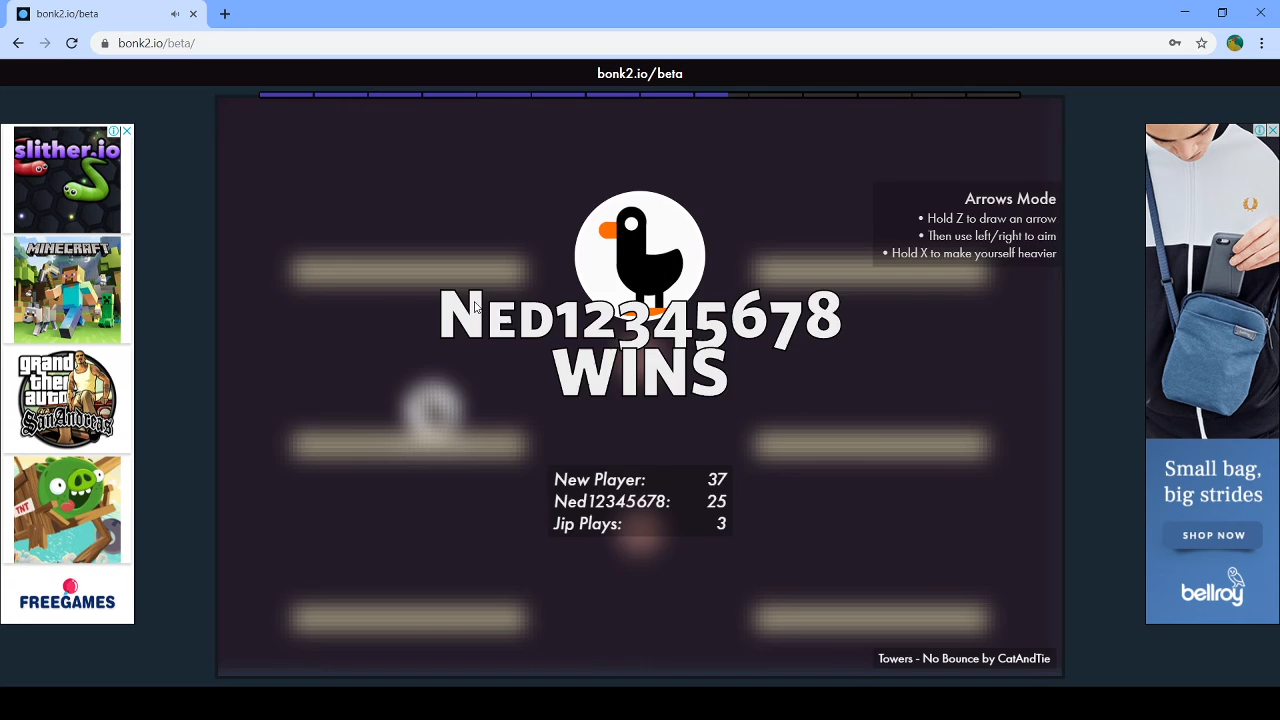 bonk2.io/beta
bonk2.io/beta/
bonk2.io/beta
slither.io
MINECRAFT
grand
theft
auto
SanAndreas
TNT
FREEGAMES
Arrows Mode
• Hold Z to draw an arrow
• Then use left/right to aim
• Hold X to make yourself heavier
Ned12345678
WINS
New Player: 37
Ned12345678: 25
Jip Plays: 3
Towers - No Bounce by CatAndTie
Small bag,
big strides
SHOP NOW
bellroy